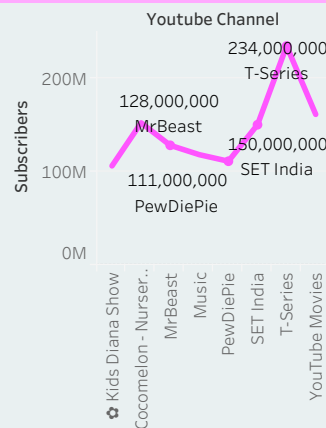 Youtube Channel
Subscribers
200M
100M
0M
234,000,000
T-Series
128,000,000
MrBeast
150,000,000
SET India
111,000,000
PewDiePie
✿ Kids Diana Show
Cocomelon - Nurser..
MrBeast
Music
PewDiePie
SET India
T-Series
YouTube Movies